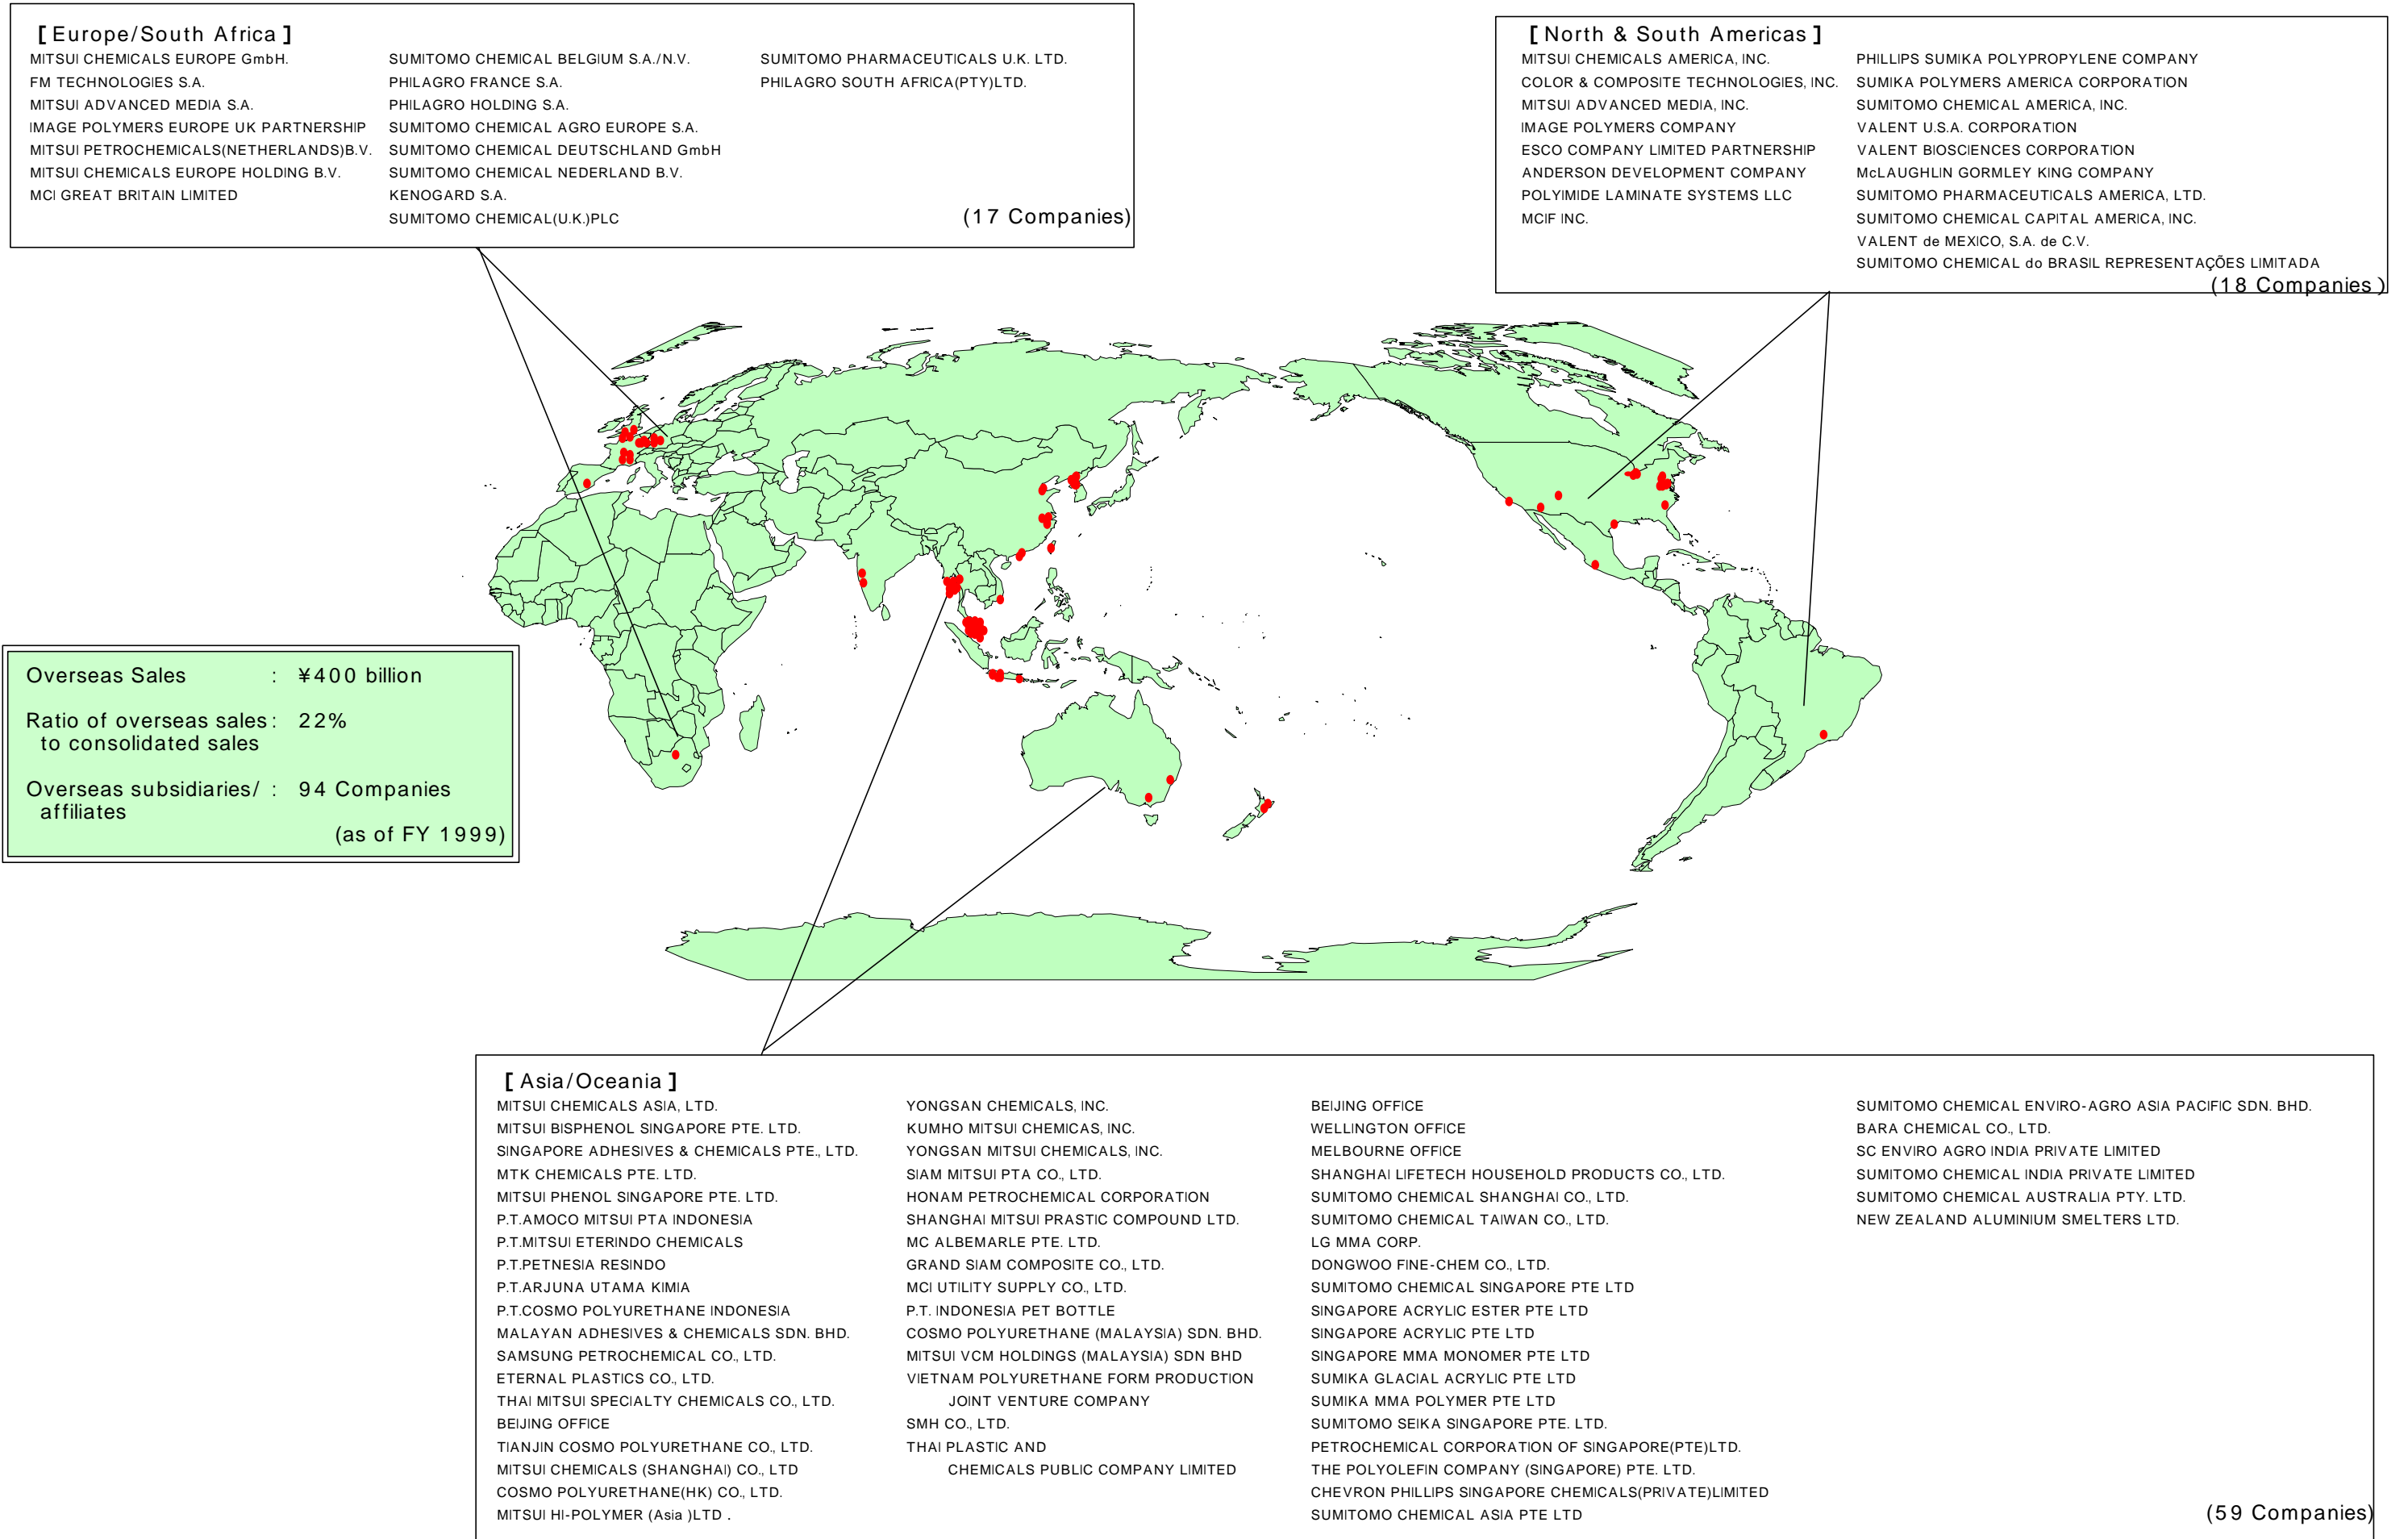 [ Europe/South Africa ]
MITSUI CHEMICALS EUROPE GmbH.
FM TECHNOLOGIES S.A.
MITSUI ADVANCED MEDIA S.A.
IMAGE POLYMERS EUROPE UK PARTNERSHIP
MITSUI PETROCHEMICALS(NETHERLANDS)B.V.
MITSUI CHEMICALS EUROPE HOLDING B.V.
MCI GREAT BRITAIN LIMITED
SUMITOMO CHEMICAL BELGIUM S.A./N.V.
PHILAGRO FRANCE S.A.
PHILAGRO HOLDING S.A.
SUMITOMO CHEMICAL AGRO EUROPE S.A.
SUMITOMO CHEMICAL DEUTSCHLAND GmbH
SUMITOMO CHEMICAL NEDERLAND B.V.
KENOGARD S.A.
SUMITOMO CHEMICAL(U.K.)PLC
SUMITOMO PHARMACEUTICALS U.K. LTD.
PHILAGRO SOUTH AFRICA(PTY)LTD.
(17 Companies)
[ North & South Americas ]
MITSUI CHEMICALS AMERICA, INC.
COLOR & COMPOSITE TECHNOLOGIES, INC.
MITSUI ADVANCED MEDIA, INC.
IMAGE POLYMERS COMPANY
ESCO COMPANY LIMITED PARTNERSHIP
ANDERSON DEVELOPMENT COMPANY
POLYIMIDE LAMINATE SYSTEMS LLC
MCIF INC.
PHILLIPS SUMIKA POLYPROPYLENE COMPANY
SUMIKA POLYMERS AMERICA CORPORATION
SUMITOMO CHEMICAL AMERICA, INC.
VALENT U.S.A. CORPORATION
VALENT BIOSCIENCES CORPORATION
McLAUGHLIN GORMLEY KING COMPANY
SUMITOMO PHARMACEUTICALS AMERICA, LTD.
SUMITOMO CHEMICAL CAPITAL AMERICA, INC.
VALENT de MEXICO, S.A. de C.V.
SUMITOMO CHEMICAL do BRASIL REPRESENTAÇÕES LIMITADA
(18 Companies )
Overseas Sales : ¥400 billion
Ratio of overseas sales : 22%
to consolidated sales
Overseas subsidiaries/ : 94 Companies
affiliates
(as of FY 1999)
[ Asia/Oceania ]
MITSUI CHEMICALS ASIA, LTD.
MITSUI BISPHENOL SINGAPORE PTE. LTD.
SINGAPORE ADHESIVES & CHEMICALS PTE., LTD.
MTK CHEMICALS PTE. LTD.
MITSUI PHENOL SINGAPORE PTE. LTD.
P.T.AMOCO MITSUI PTA INDONESIA
P.T.MITSUI ETERINDO CHEMICALS
P.T.PETNESIA RESINDO
P.T.ARJUNA UTAMA KIMIA
P.T.COSMO POLYURETHANE INDONESIA
MALAYAN ADHESIVES & CHEMICALS SDN. BHD.
SAMSUNG PETROCHEMICAL CO., LTD.
ETERNAL PLASTICS CO., LTD.
THAI MITSUI SPECIALTY CHEMICALS CO., LTD.
BEIJING OFFICE
TIANJIN COSMO POLYURETHANE CO., LTD.
MITSUI CHEMICALS (SHANGHAI) CO., LTD
COSMO POLYURETHANE(HK) CO., LTD.
MITSUI HI-POLYMER (Asia )LTD .
YONGSAN CHEMICALS, INC.
KUMHO MITSUI CHEMICAS, INC.
YONGSAN MITSUI CHEMICALS, INC.
SIAM MITSUI PTA CO., LTD.
HONAM PETROCHEMICAL CORPORATION
SHANGHAI MITSUI PRASTIC COMPOUND LTD.
MC ALBEMARLE PTE. LTD.
GRAND SIAM COMPOSITE CO., LTD.
MCI UTILITY SUPPLY CO., LTD.
P.T. INDONESIA PET BOTTLE
COSMO POLYURETHANE (MALAYSIA) SDN. BHD.
MITSUI VCM HOLDINGS (MALAYSIA) SDN BHD
VIETNAM POLYURETHANE FORM PRODUCTION
JOINT VENTURE COMPANY
SMH CO., LTD.
THAI PLASTIC AND
CHEMICALS PUBLIC COMPANY LIMITED
BEIJING OFFICE
WELLINGTON OFFICE
MELBOURNE OFFICE
SHANGHAI LIFETECH HOUSEHOLD PRODUCTS CO., LTD.
SUMITOMO CHEMICAL SHANGHAI CO., LTD.
SUMITOMO CHEMICAL TAIWAN CO., LTD.
LG MMA CORP.
DONGWOO FINE-CHEM CO., LTD.
SUMITOMO CHEMICAL SINGAPORE PTE LTD
SINGAPORE ACRYLIC ESTER PTE LTD
SINGAPORE ACRYLIC PTE LTD
SINGAPORE MMA MONOMER PTE LTD
SUMIKA GLACIAL ACRYLIC PTE LTD
SUMIKA MMA POLYMER PTE LTD
SUMITOMO SEIKA SINGAPORE PTE. LTD.
PETROCHEMICAL CORPORATION OF SINGAPORE(PTE)LTD.
THE POLYOLEFIN COMPANY (SINGAPORE) PTE. LTD.
CHEVRON PHILLIPS SINGAPORE CHEMICALS(PRIVATE)LIMITED
SUMITOMO CHEMICAL ASIA PTE LTD
SUMITOMO CHEMICAL ENVIRO-AGRO ASIA PACIFIC SDN. BHD.
BARA CHEMICAL CO., LTD.
SC ENVIRO AGRO INDIA PRIVATE LIMITED
SUMITOMO CHEMICAL INDIA PRIVATE LIMITED
SUMITOMO CHEMICAL AUSTRALIA PTY. LTD.
NEW ZEALAND ALUMINIUM SMELTERS LTD.
(59 Companies)